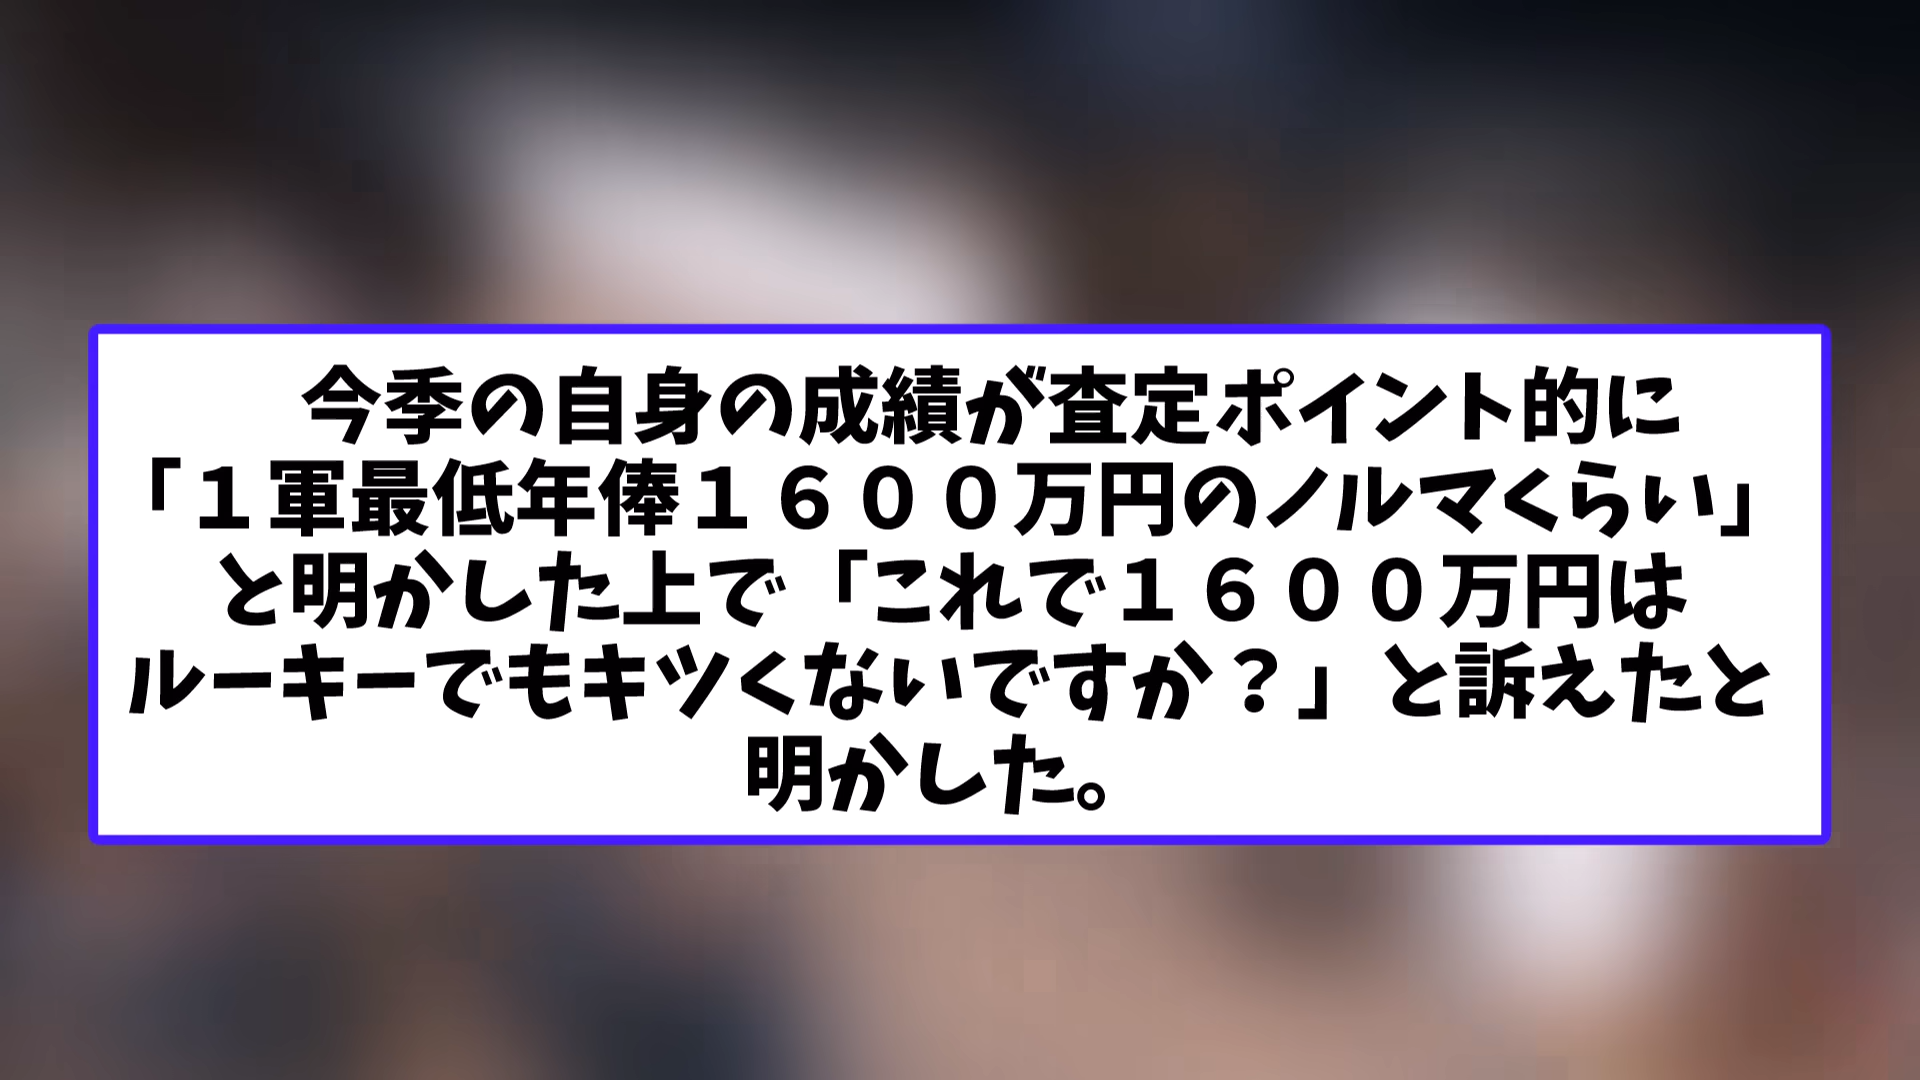 今季の自身の成績が査定ポイント的に
「１軍最低年俸１６００万円のノルマくらい」
と明かした上で「これで１６００万円は
ルーキーでもキツくないですか？」と訴えたと
明かした。